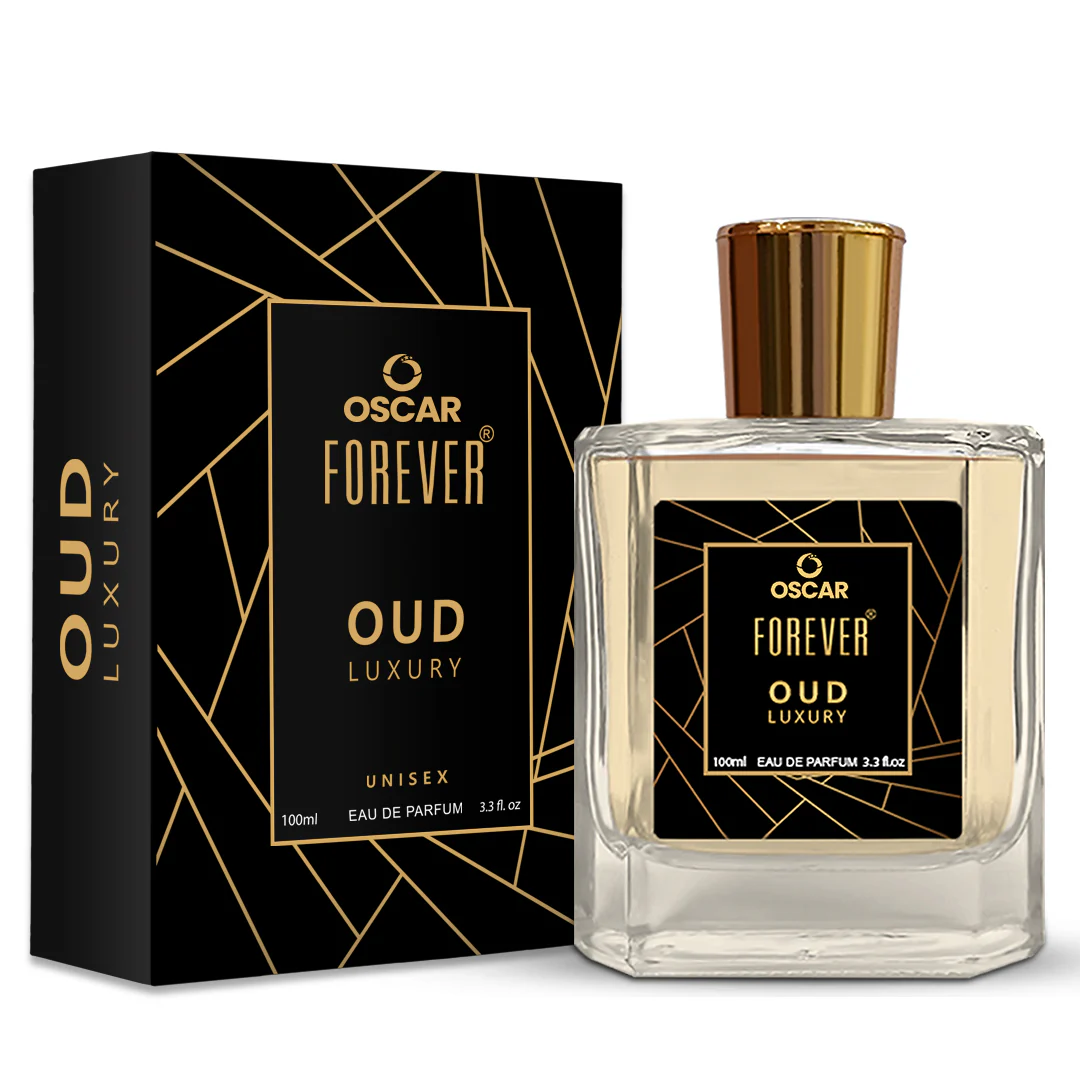 OUD
LUXURY
OSCAR
FOREVER®
OUD
LUXURY
UNISEX
100ml EAU DE PARFUM 3.3 fl. oz
OSCAR
FOREVER®
OUD
LUXURY
100ml EAU DE PARFUM 3.3 fl.oz